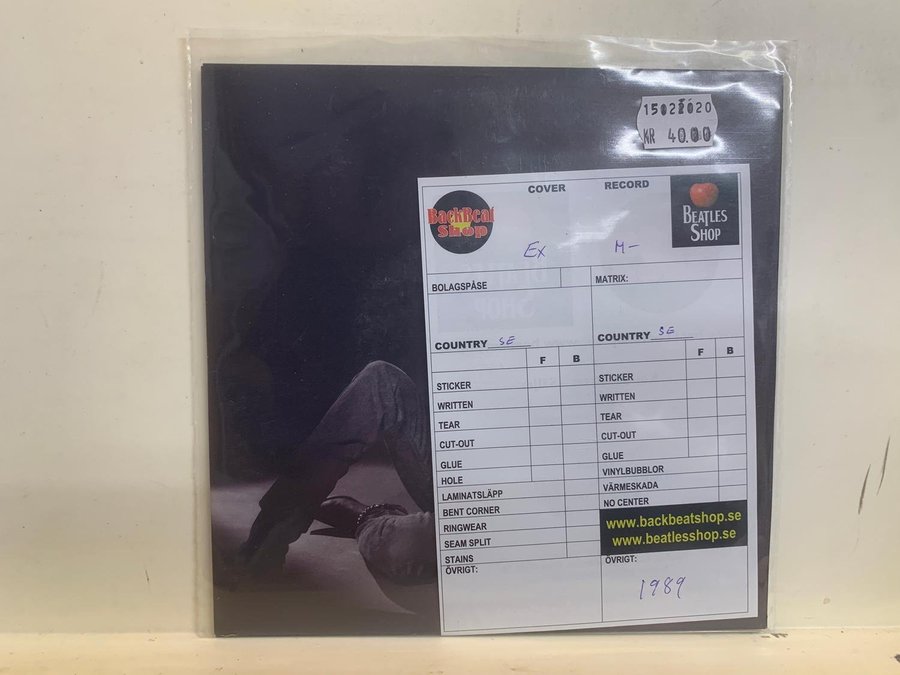 15022020
KR 40.00
COVER RECORD
BackBeat
Shop
BEATLES
SHOP
Ex M-
BOLAGSPÅSE MATRIX:
COUNTRY SE COUNTRY SE
F B F B
STICKER STICKER
WRITTEN WRITTEN
TEAR TEAR
CUT-OUT CUT-OUT
GLUE GLUE
HOLE VINYLBUBBLOR
LAMINATSLÄPP VÄRMESKADA
BENT CORNER NO CENTER
RINGWEAR www.backbeatshop.se
SEAM SPLIT www.beatlesshop.se
STAINS ÖVRIGT:
ÖVRIGT:
1989